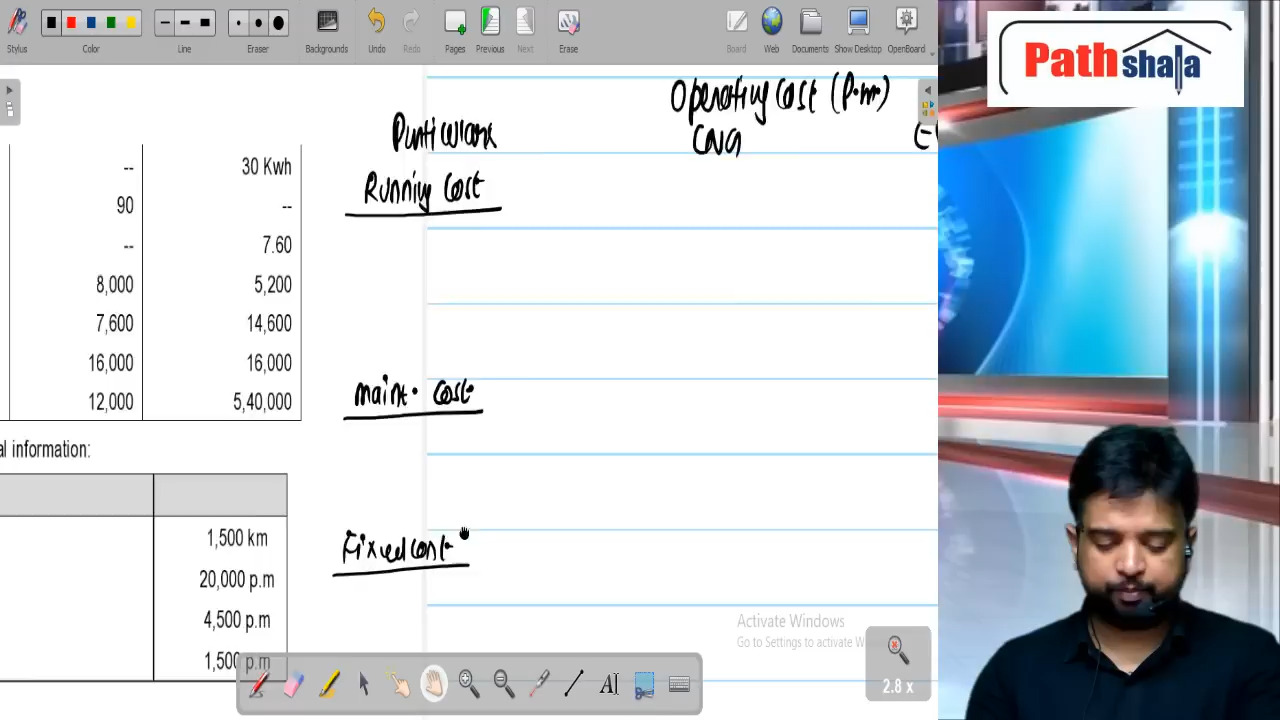 Stylus
Color
Line
Eraser
Backgrounds
Undo
Redo
Pages
Previous
Next
Erase
Board
Web
Documents
Show Desktop
OpenBoard
Path shala
Operating Cost (P.m.)
Particulars
CNG
Running Cost
-- 30 Kwh
90 --
-- 7.60
8,000 5,200
7,600 14,600
16,000 16,000
12,000 5,40,000
maint. Cost
al information:
1,500 km
Fixed cost
20,000 p.m
4,500 p.m
1,500 p.m
Activate Windows
Go to Settings to activate W
2.8 x